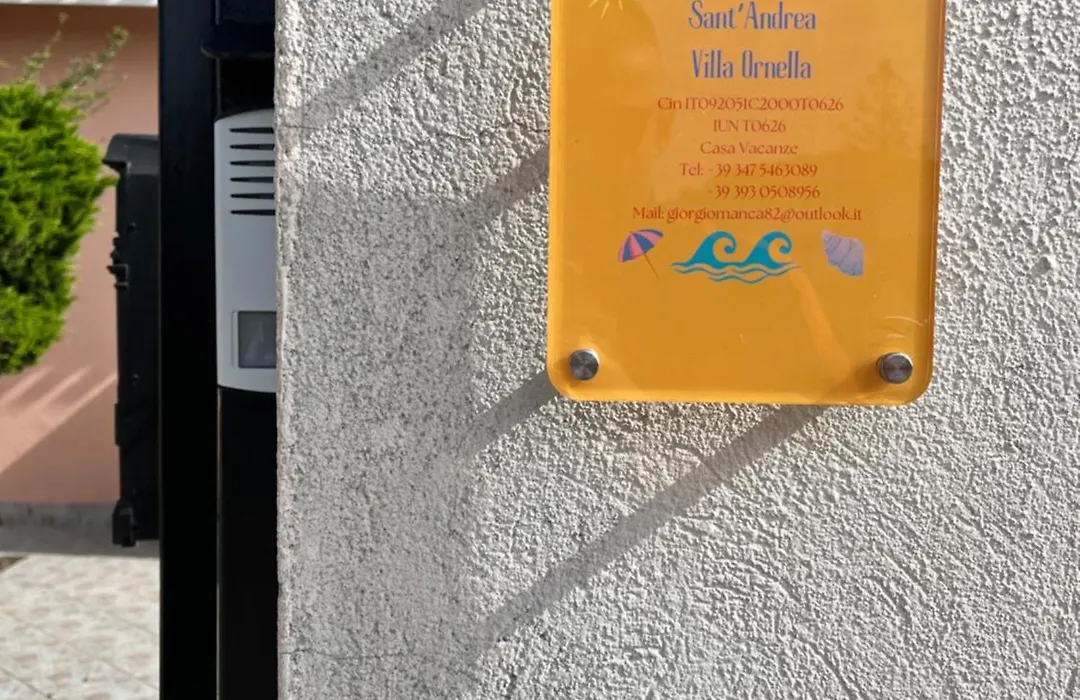 Sant'Andrea
Villa Ornella
Cin IT092051C2000T0626
IUN T0626
Casa Vacanze
Tel: +39 347 5463089
+39 393 0508956
Mail: giorgiomanca82@outlook.it